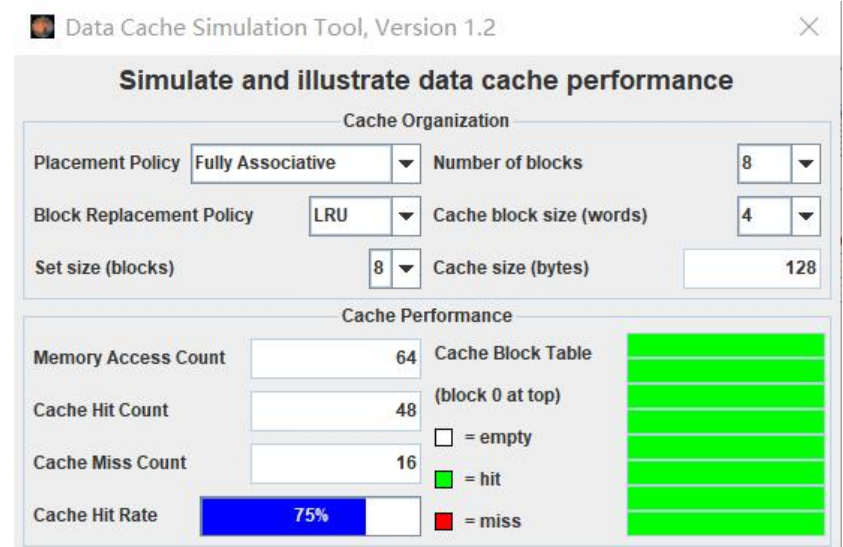 Data Cache Simulation Tool, Version 1.2
Simulate and illustrate data cache performance
Cache Organization
Placement Policy Fully Associative Number of blocks 8
Block Replacement Policy LRU Cache block size (words) 4
Set size (blocks) 8 Cache size (bytes) 128
Cache Performance
Memory Access Count 64 Cache Block Table
(block 0 at top)
Cache Hit Count 48
= empty
Cache Miss Count 16
= hit
Cache Hit Rate 75%
= miss